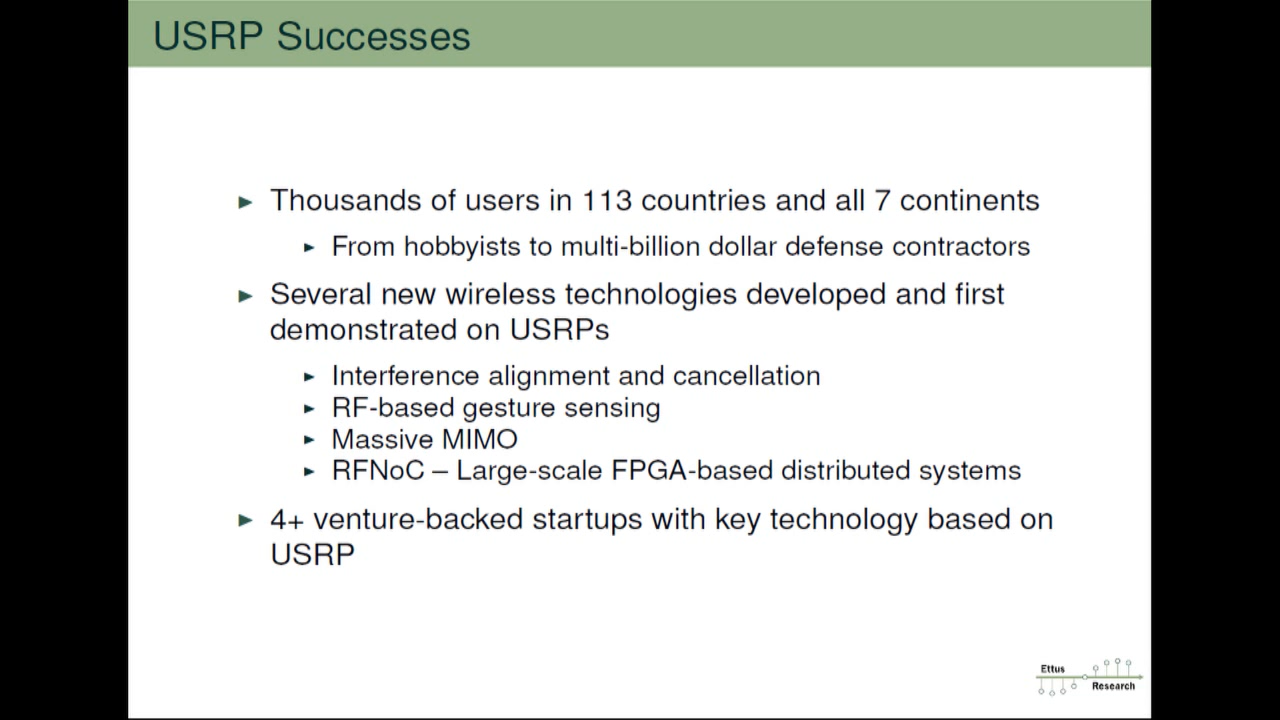 USRP Successes
► Thousands of users in 113 countries and all 7 continents
► From hobbyists to multi-billion dollar defense contractors
► Several new wireless technologies developed and first
demonstrated on USRPs
► Interference alignment and cancellation
► RF-based gesture sensing
► Massive MIMO
► RFNoC – Large-scale FPGA-based distributed systems
► 4+ venture-backed startups with key technology based on
USRP
Ettus
Research